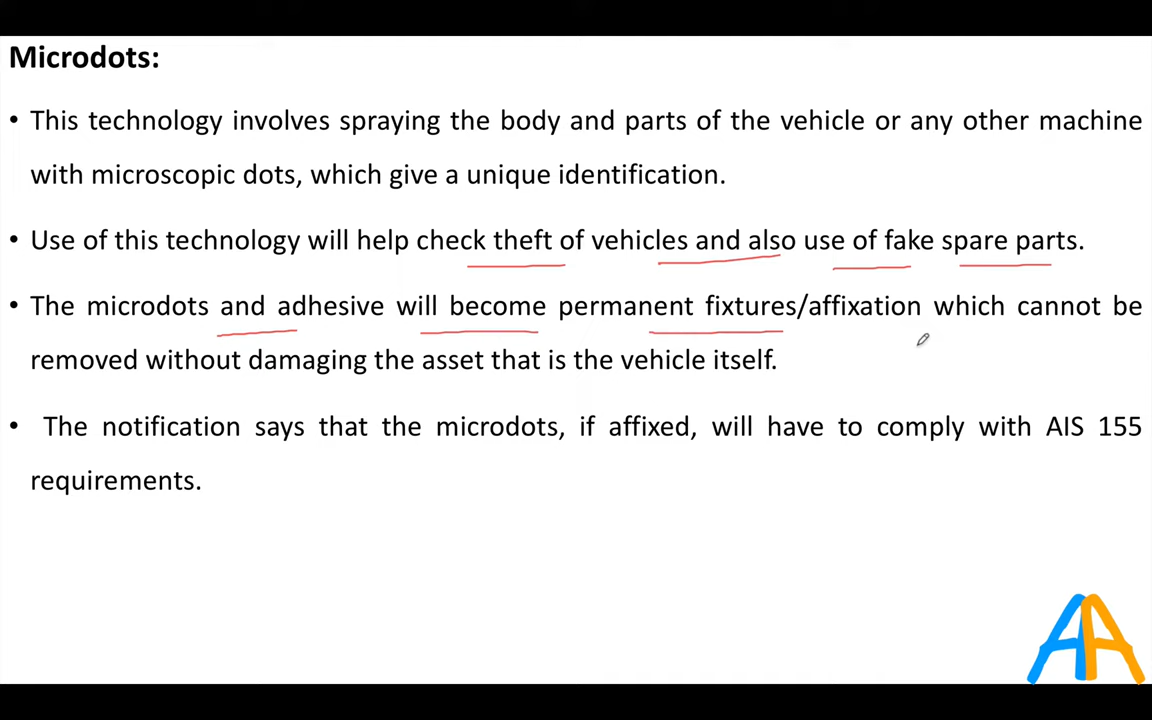 Microdots:
• This technology involves spraying the body and parts of the vehicle or any other machine
with microscopic dots, which give a unique identification.
• Use of this technology will help check theft of vehicles and also use of fake spare parts.
• The microdots and adhesive will become permanent fixtures/affixation which cannot be
removed without damaging the asset that is the vehicle itself.
• The notification says that the microdots, if affixed, will have to comply with AIS 155
requirements.
AA